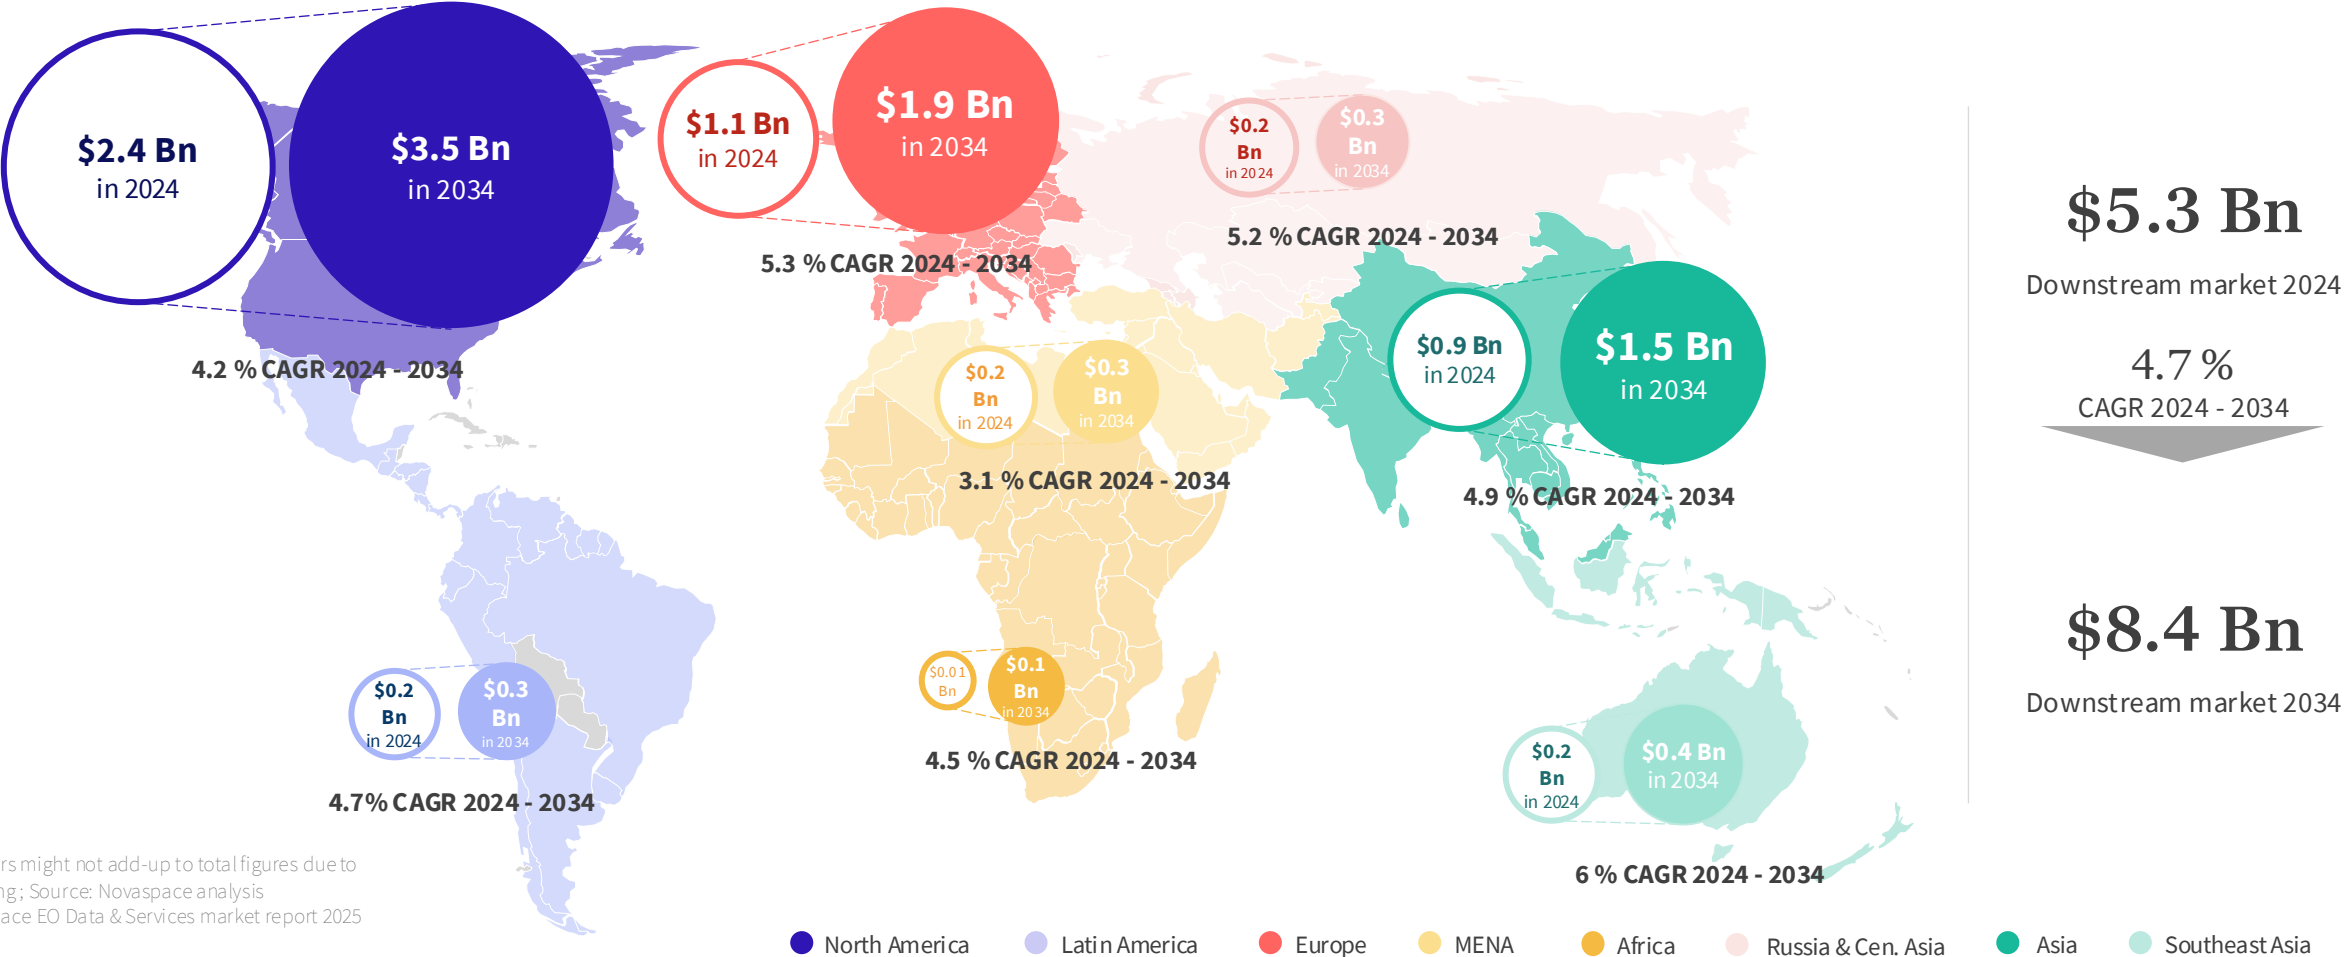 $2.4 Bn
in 2024
$3.5 Bn
in 2034
4.2 % CAGR 2024 - 2034
$1.1 Bn
in 2024
$1.9 Bn
in 2034
5.3 % CAGR 2024 - 2034
$0.2
Bn
in 2024
$0.3
Bn
in 2034
5.2 % CAGR 2024 - 2034
$0.2
Bn
in 2024
$0.3
Bn
in 2034
3.1 % CAGR 2024 - 2034
$0.9 Bn
in 2024
$1.5 Bn
in 2034
4.9 % CAGR 2024 - 2034
$0.2
Bn
in 2024
$0.3
Bn
in 2034
4.7% CAGR 2024 - 2034
$0.01
Bn
$0.1
Bn
in 2034
4.5 % CAGR 2024 - 2034
$0.2
Bn
in 2024
$0.4 Bn
in 2034
6 % CAGR 2024 - 2034
$5.3 Bn
Downstream market 2024
4.7 %
CAGR 2024 - 2034
$8.4 Bn
Downstream market 2034
might not add-up to total figures due to
; Source: Novaspace analysis
EO Data & Services market report 2025
North America
Latin America
Europe
MENA
Africa
Russia & Cen. Asia
Asia
Southeast Asia